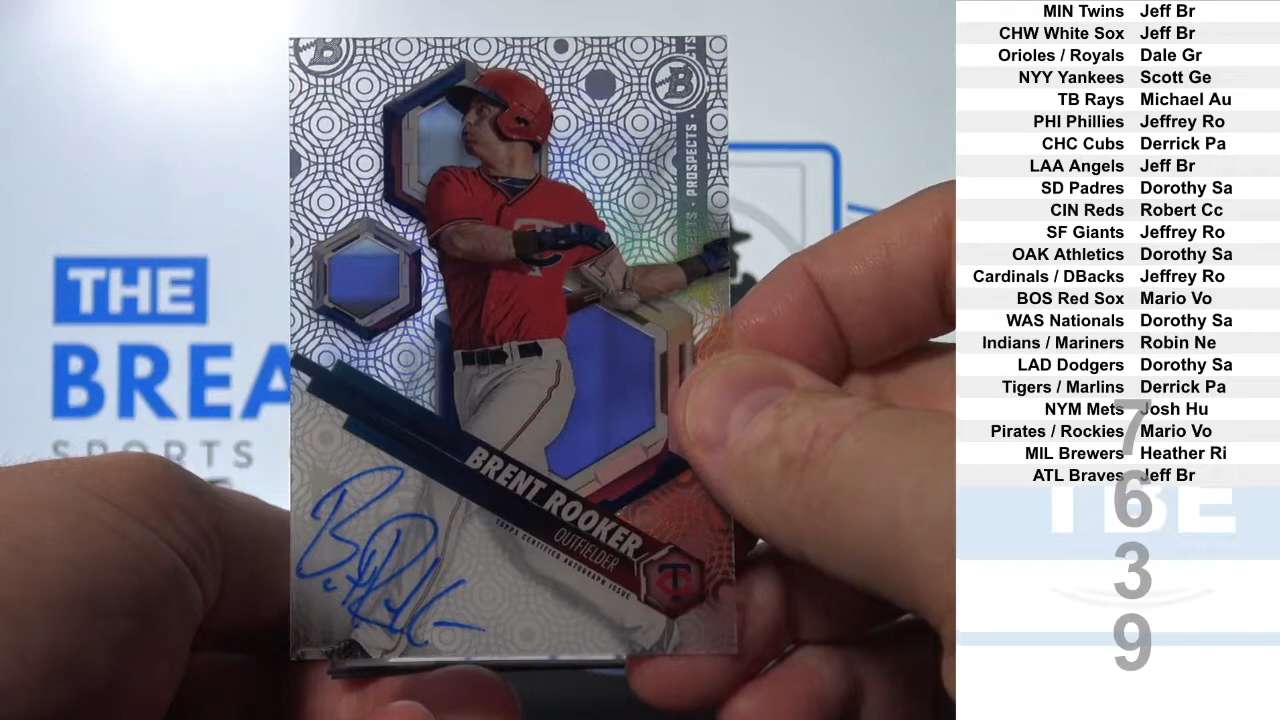 THE
BREA
SPORTS
B
B
PROSPECTS
BRENT ROOKER
OUTFIELDER
TOPPS CERTIFIED AUTOGRAPH ISSUE
T
MIN Twins Jeff Br
CHW White Sox Jeff Br
Orioles / Royals Dale Gr
NYY Yankees Scott Ge
TB Rays Michael Au
PHI Phillies Jeffrey Ro
CHC Cubs Derrick Pa
LAA Angels Jeff Br
SD Padres Dorothy Sa
CIN Reds Robert Cc
SF Giants Jeffrey Ro
OAK Athletics Dorothy Sa
Cardinals / DBacks Jeffrey Ro
BOS Red Sox Mario Vo
WAS Nationals Dorothy Sa
Indians / Mariners Robin Ne
LAD Dodgers Dorothy Sa
Tigers / Marlins Derrick Pa
NYM Mets Josh Hu
Pirates / Rockies Mario Vo
MIL Brewers Heather Ri
ATL Braves Jeff Br
TBE
7
6
3
9